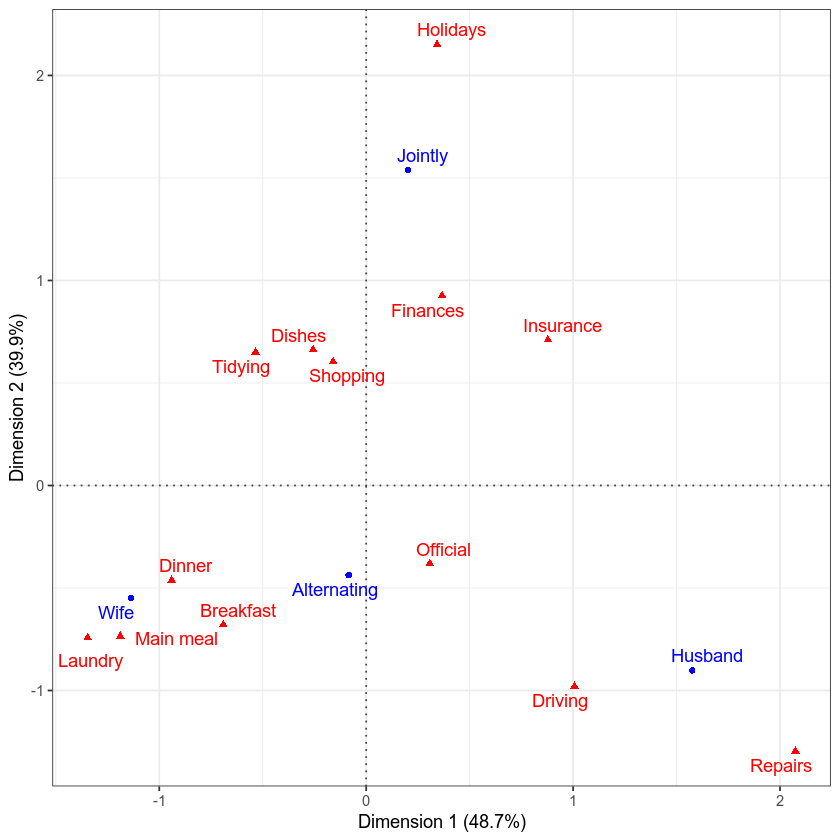 Holidays
2
Jointly
1
Finances
Insurance
Dishes
Tidying
Shopping
Dimension 2 (39.9%)
0
Official
Dinner
Alternating
Wife
Breakfast
Main meal
Laundry
Husband
-1
Driving
Repairs
-1
0
1
2
Dimension 1 (48.7%)